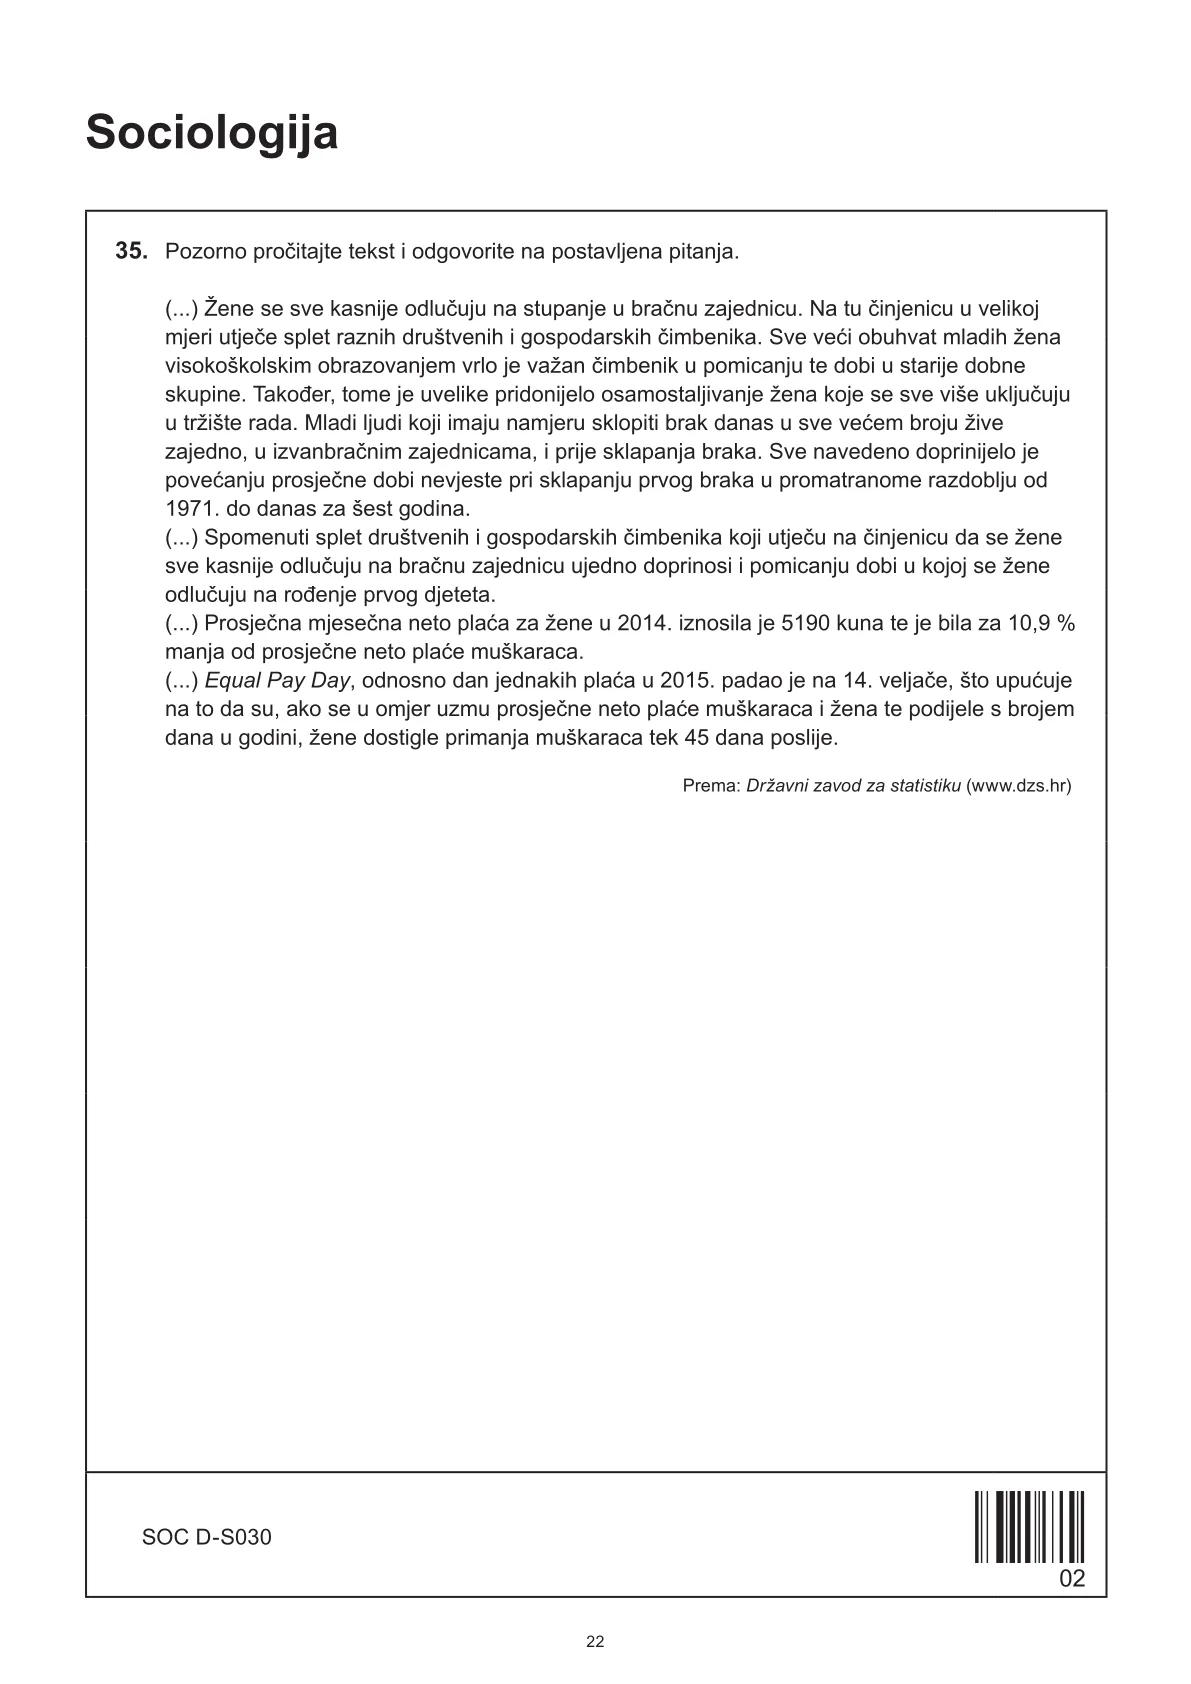 Sociologija
35. Pozorno pročitajte tekst i odgovorite na postavljena pitanja.
(...) Žene se sve kasnije odlučuju na stupanje u bračnu zajednicu. Na tu činjenicu u velikoj
mjeri utječe splet raznih društvenih i gospodarskih čimbenika. Sve veći obuhvat mladih žena
visokoškolskim obrazovanjem vrlo je važan čimbenik u pomicanju te dobi u starije dobne
skupine. Također, tome je uvelike pridonijelo osamostaljivanje žena koje se sve više uključuju
u tržište rada. Mladi ljudi koji imaju namjeru sklopiti brak danas u sve većem broju žive
zajedno, u izvanbračnim zajednicama, i prije sklapanja braka. Sve navedeno doprinijelo je
povećanju prosječne dobi nevjeste pri sklapanju prvog braka u promatranome razdoblju od
1971. do danas za šest godina.
(...) Spomenuti splet društvenih i gospodarskih čimbenika koji utječu na činjenicu da se žene
sve kasnije odlučuju na bračnu zajednicu ujedno doprinosi i pomicanju dobi u kojoj se žene
odlučuju na rođenje prvog djeteta.
(...) Prosječna mjesečna neto plaća za žene u 2014. iznosila je 5190 kuna te je bila za 10,9 %
manja od prosječne neto plaće muškaraca.
(...) Equal Pay Day, odnosno dan jednakih plaća u 2015. padao je na 14. veljače, što upućuje
na to da su, ako se u omjer uzmu prosječne neto plaće muškaraca i žena te podijele s brojem
dana u godini, žene dostigle primanja muškaraca tek 45 dana poslije.
Prema: Državni zavod za statistiku (www.dzs.hr)
SOC D-S030
02
22